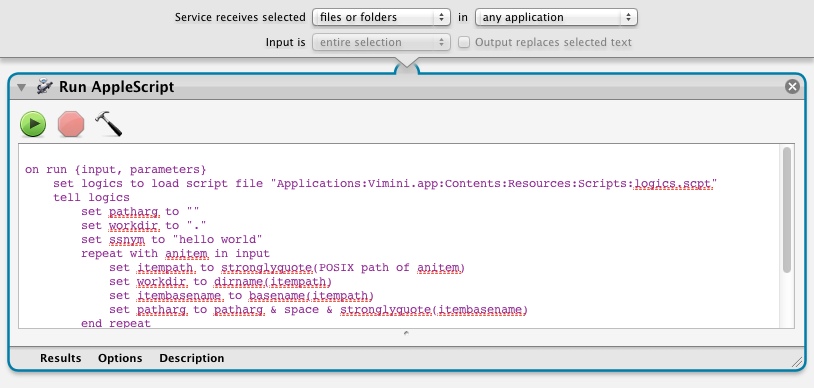 Service receives selected files or folders in any application
Input is entire selection Output replaces selected text
Run AppleScript
on run {input, parameters}
set logics to load script file "Applications:Vimini.app:Contents:Resources:Scripts:logics.scpt"
tell logics
set patharg to ""
set workdir to "."
set ssnym to "hello world"
repeat with anitem in input
set itempath to stronglyquote(POSIX path of anitem)
set workdir to dirname(itempath)
set itembasename to basename(itempath)
set patharg to patharg & space & stronglyquote(itembasename)
end repeat
Results Options Description